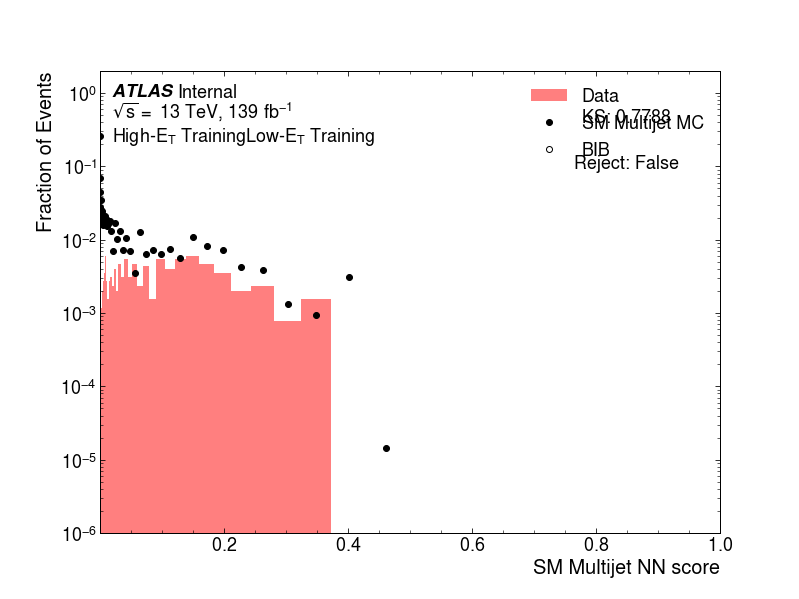 ATLAS Internal
√s = 13 TeV, 139 fb⁻¹
High-E_T TrainingLow-E_T Training
Data
KS: 0.7788
SM Multijet MC
BIB
Reject: False
Fraction of Events
10⁰
10⁻¹
10⁻²
10⁻³
10⁻⁴
10⁻⁵
10⁻⁶
0.2 0.4 0.6 0.8 1.0
SM Multijet NN score